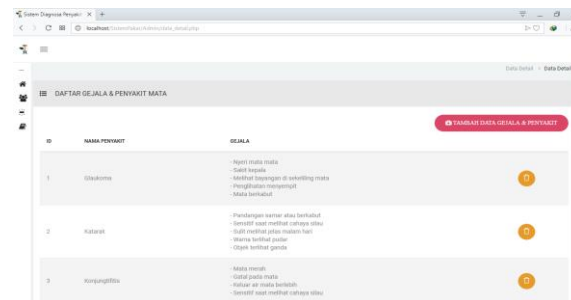 Sistem Diagnosa Penyakit
localhost/SistemPakar/Admin/data_detail.php
Data Detail > Data Detail
DAFTAR GEJALA & PENYAKIT MATA
TAMBAH DATA GEJALA & PENYAKIT
ID NAMA PENYAKIT GEJALA
- Nyeri mata mata
- Sakit kepala
1 Glaukoma - Melihat bayangan di sekeliling mata
- Penglihatan menyempit
- Mata berkabut
- Pandangan samar atau berkabut
- Sensitif saat melihat cahaya silau
2 Katarak - Sulit melihat jelas malam hari
- Warna terlihat pudar
- Objek terlihat ganda
- Mata merah
- Gatal pada mata
3 Konjungtifitis - Keluar air mata berlebih
- Sensitif saat melihat cahaya silau